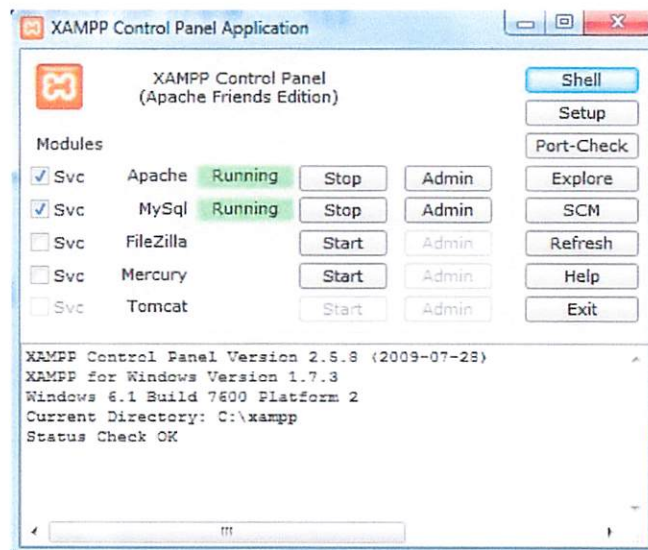 XAMPP Control Panel Application
XAMPP Control Panel
(Apache Friends Edition)
Shell
Setup
Modules
Port-Check
Svc Apache Running Stop Admin Explore
Svc MySql Running Stop Admin SCM
Svc FileZilla Start Admin Refresh
Svc Mercury Start Admin Help
Svc Tomcat Start Admin Exit
XAMPP Control Panel Version 2.5.8 (2009-07-28)
XAMPP for Windows Version 1.7.3
Windows 6.1 Build 7600 Platform 2
Current Directory: C:\xampp
Status Check OK